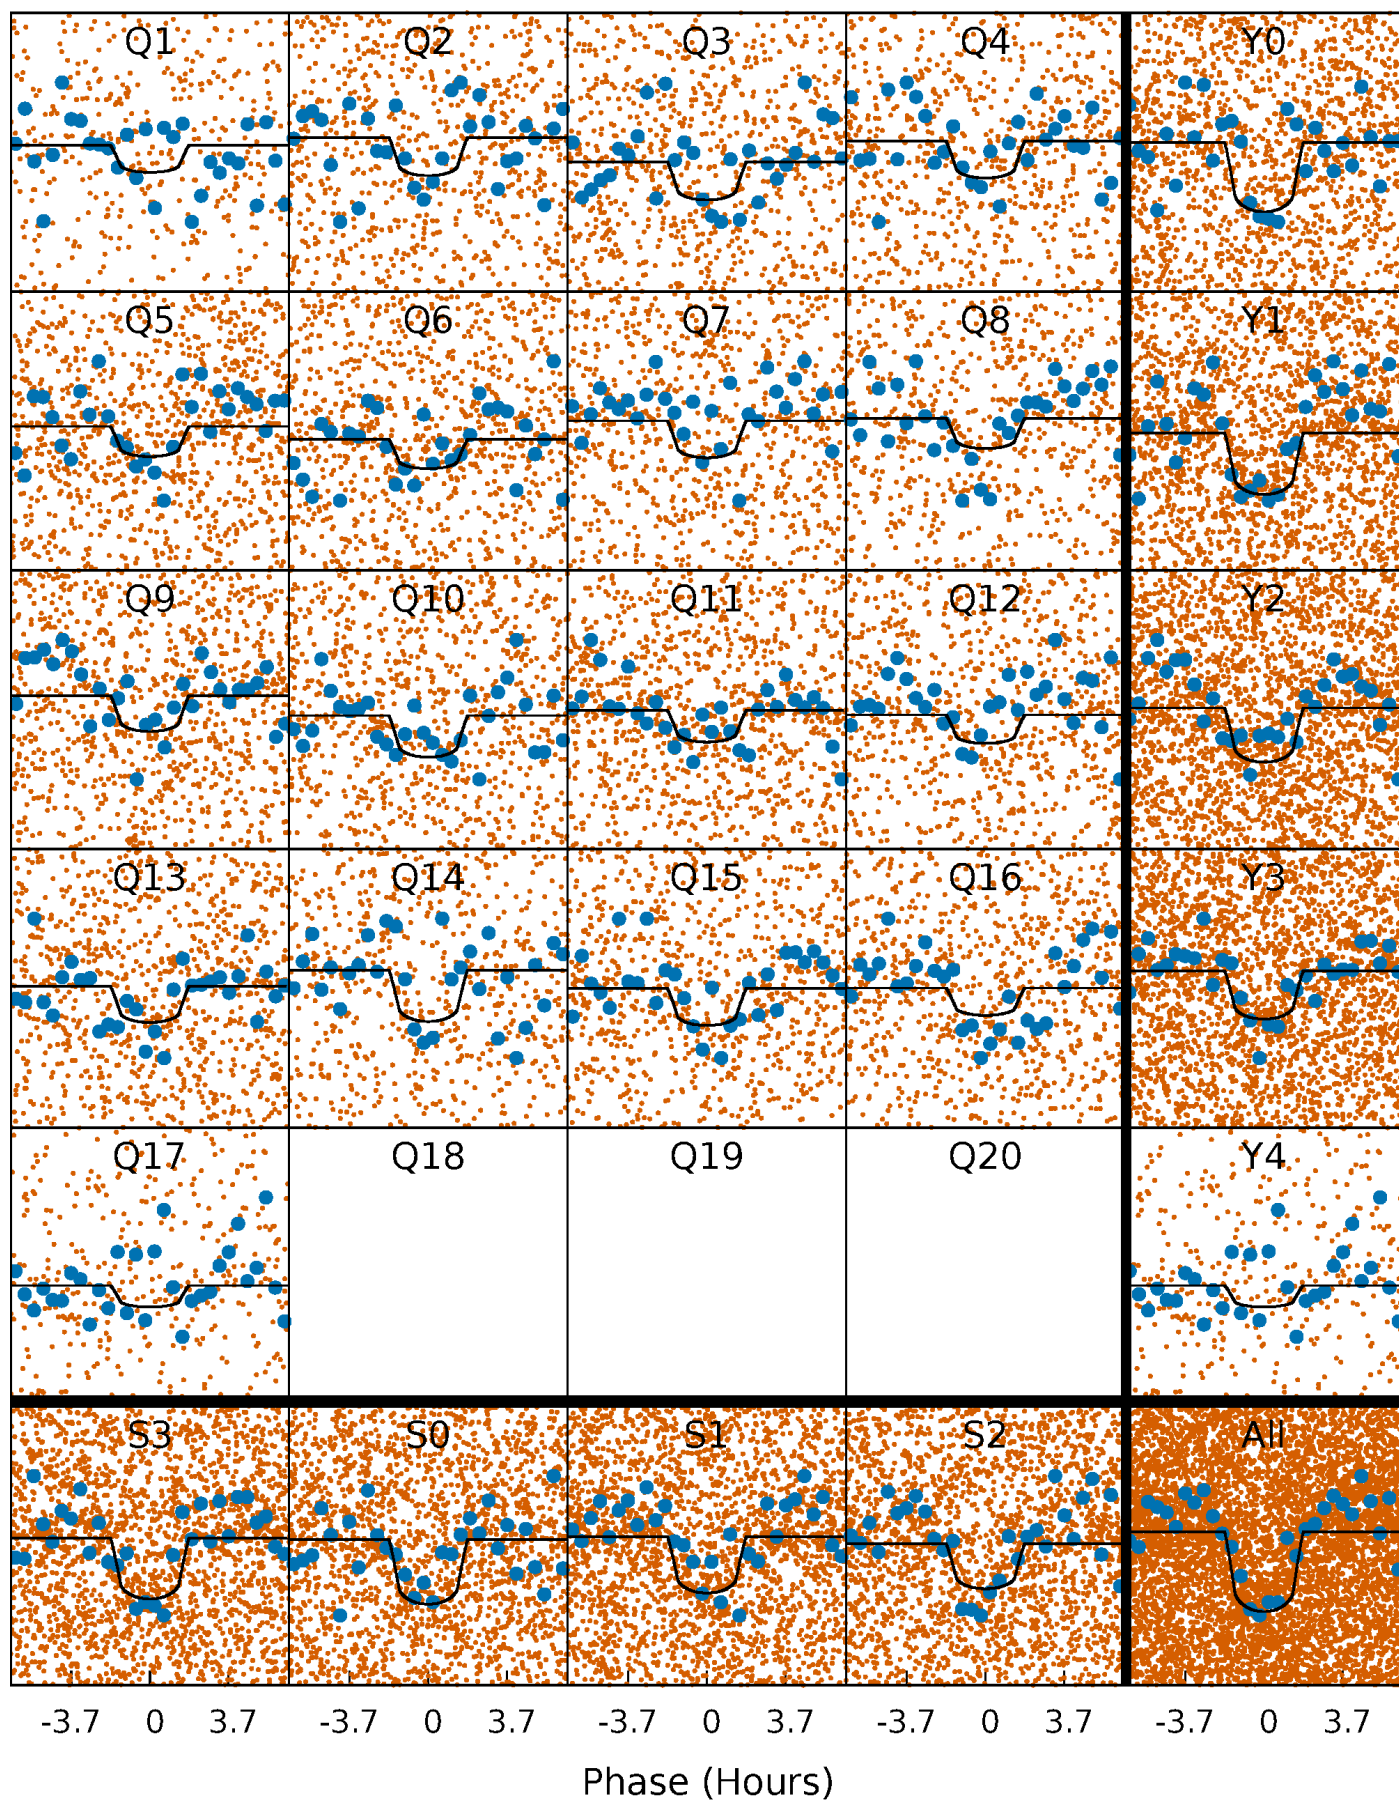 Q1 Q2 Q3 Q4 Y0
Q5 Q6 Q7 Q8 Y1
Q9 Q10 Q11 Q12 Y2
Q13 Q14 Q15 Q16 Y3
Q17 Q18 Q19 Q20 Y4
S3 S0 S1 S2 All
-3.7 0 3.7 -3.7 0 3.7 -3.7 0 3.7 -3.7 0 3.7 -3.7 0 3.7
Phase (Hours)